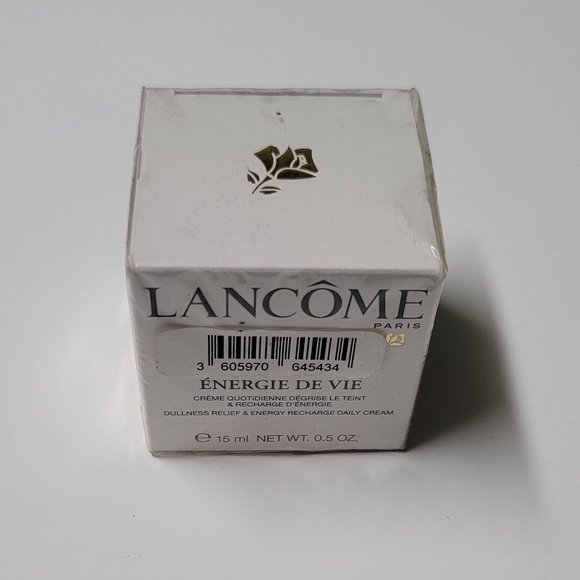 LANCÔME
PARIS
3 605970 645434
ÉNERGIE DE VIE
CRÈME QUOTIDIENNE DÉGRISE LE TEINT
& RECHARGE D'ÉNERGIE
DULLNESS RELIEF & ENERGY RECHARGE DAILY CREAM
℮ 15 ml NET WT. 0.5 OZ.